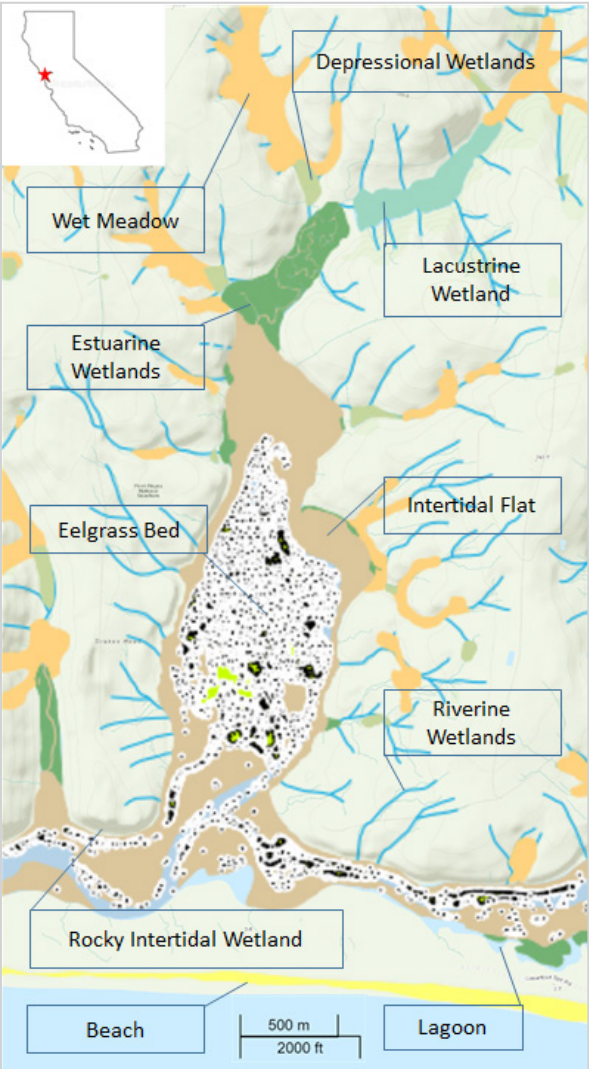 Depressional Wetlands
Wet Meadow
Lacustrine
Wetland
Estuarine
Wetlands
Intertidal Flat
Eelgrass Bed
Riverine
Wetlands
Rocky Intertidal Wetland
Beach
500 m
2000 ft
Lagoon